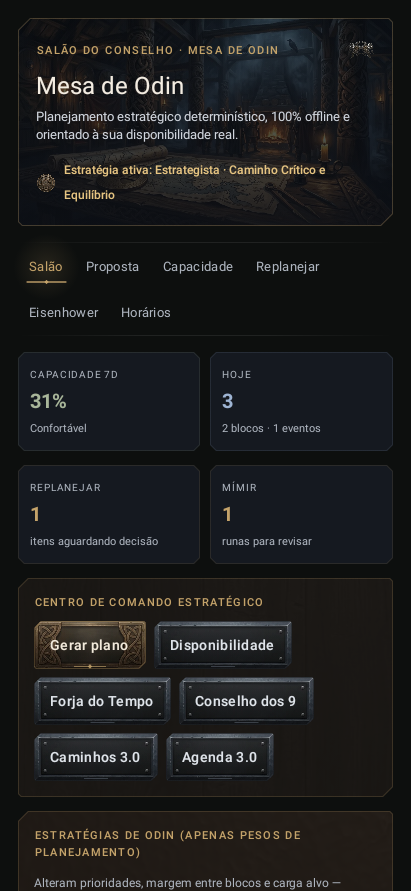 SALÃO DO CONSELHO · MESA DE ODIN
Mesa de Odin
Planejamento estratégico determinístico, 100% offline e
orientado à sua disponibilidade real.
Estratégia ativa: Estrategista · Caminho Crítico e
Equilíbrio
Salão Proposta Capacidade Replanejar
Eisenhower Horários
CAPACIDADE 7D
31%
Confortável
HOJE
3
2 blocos · 1 eventos
REPLANEJAR
1
itens aguardando decisão
MÍMIR
1
runas para revisar
CENTRO DE COMANDO ESTRATÉGICO
Gerar plano Disponibilidade
Forja do Tempo Conselho dos 9
Caminhos 3.0 Agenda 3.0
ESTRATÉGIAS DE ODIN (APENAS PESOS DE
PLANEJAMENTO)
Alteram prioridades, margem entre blocos e carga alvo —